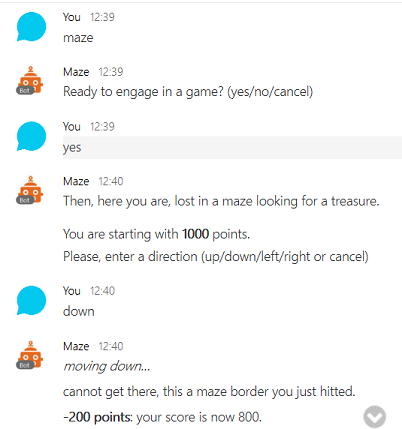 You 12:39
maze
Maze 12:39
Bot
Ready to engage in a game? (yes/no/cancel)
You 12:39
yes
Maze 12:40
Bot
Then, here you are, lost in a maze looking for a treasure.
You are starting with 1000 points.
Please, enter a direction (up/down/left/right or cancel)
You 12:40
down
Maze 12:40
Bot
moving down...
cannot get there, this a maze border you just hitted.
-200 points: your score is now 800.